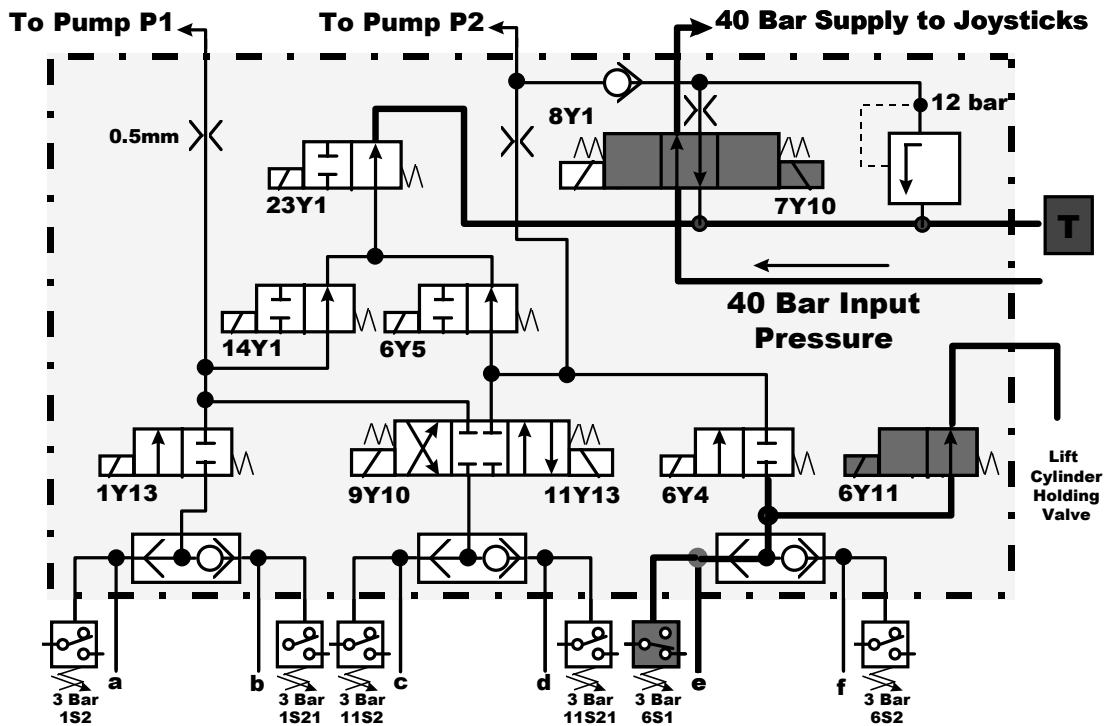 To Pump P1
To Pump P2
40 Bar Supply to Joysticks
0.5mm
8Y1
12 bar
23Y1
7Y10
T
14Y1
6Y5
40 Bar Input
Pressure
1Y13
9Y10
11Y13
6Y4
6Y11
Lift
Cylinder
Holding
Valve
a
b
c
d
e
f
3 Bar
1S2
3 Bar
1S21
3 Bar
11S2
3 Bar
11S21
3 Bar
6S1
3 Bar
6S2